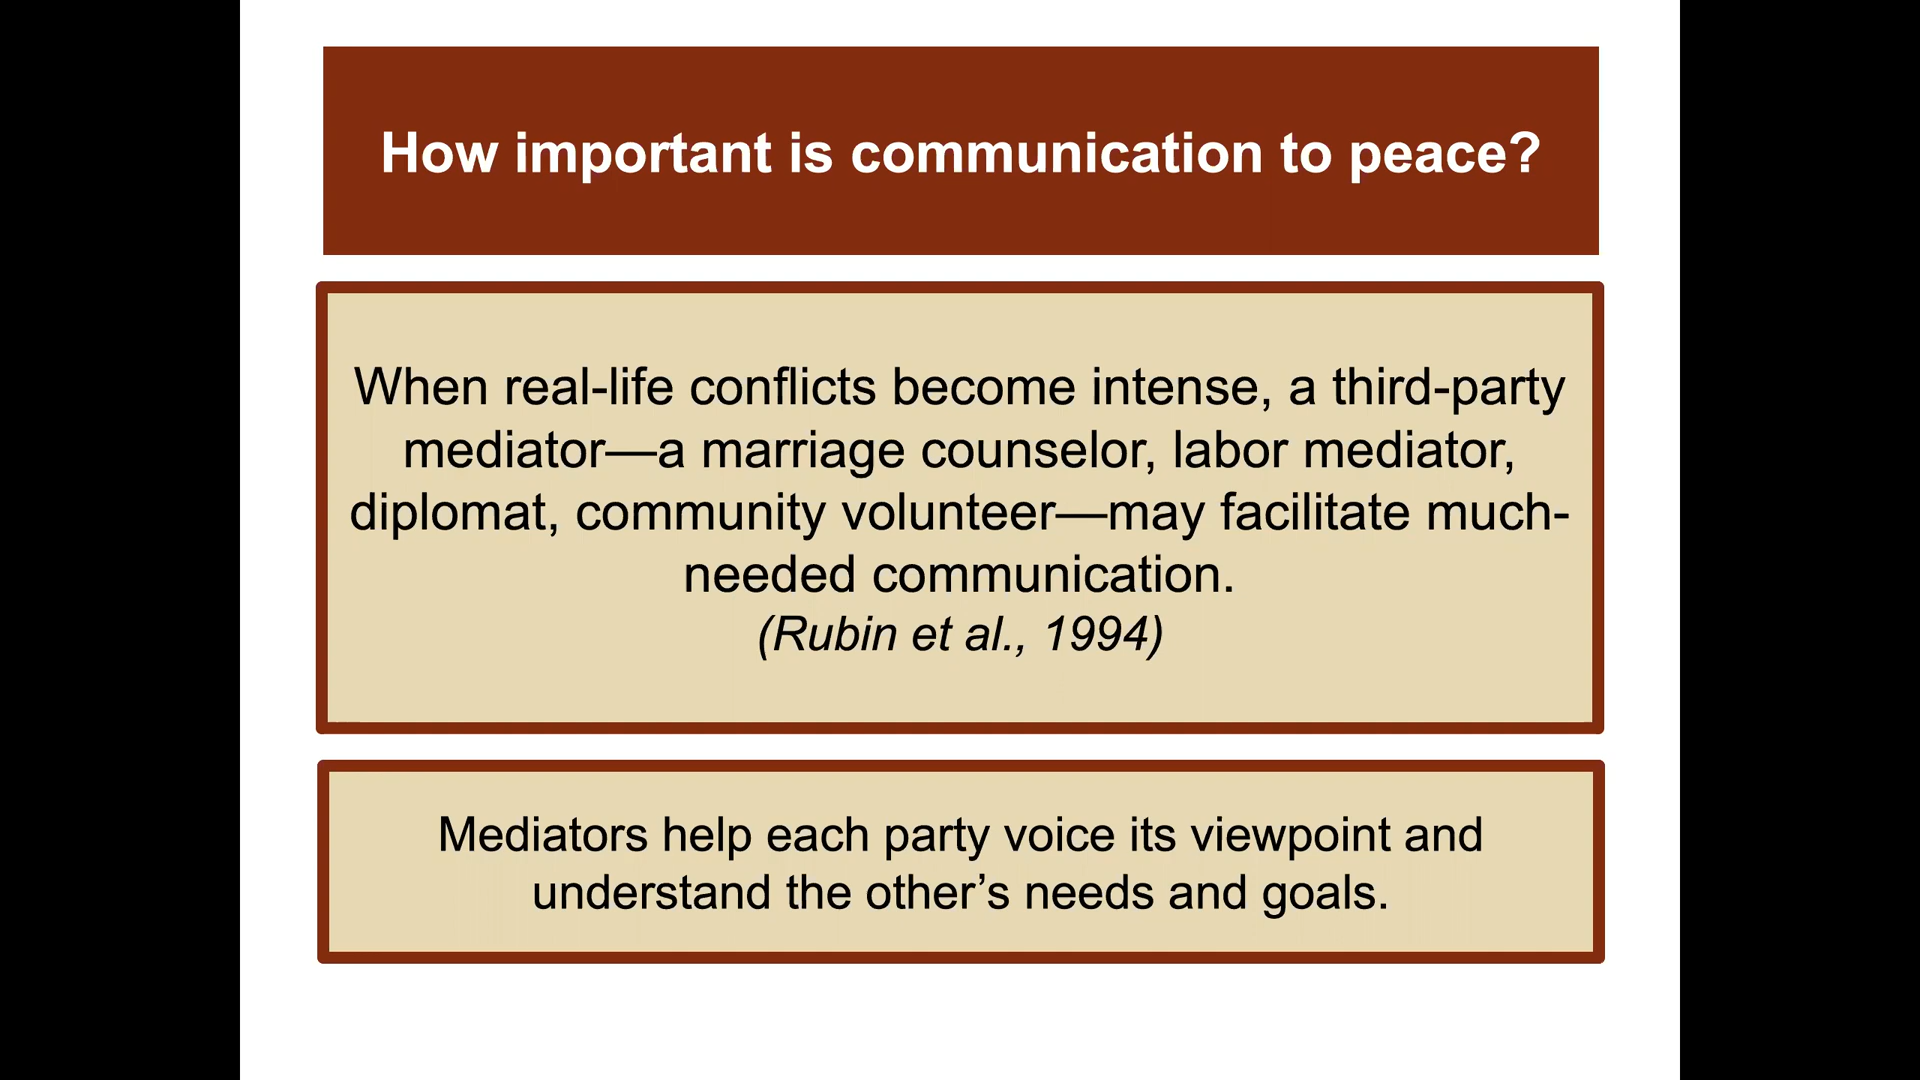 How important is communication to peace?
When real-life conflicts become intense, a third-party
mediator—a marriage counselor, labor mediator,
diplomat, community volunteer—may facilitate much-
needed communication.
(Rubin et al., 1994)
Mediators help each party voice its viewpoint and
understand the other’s needs and goals.